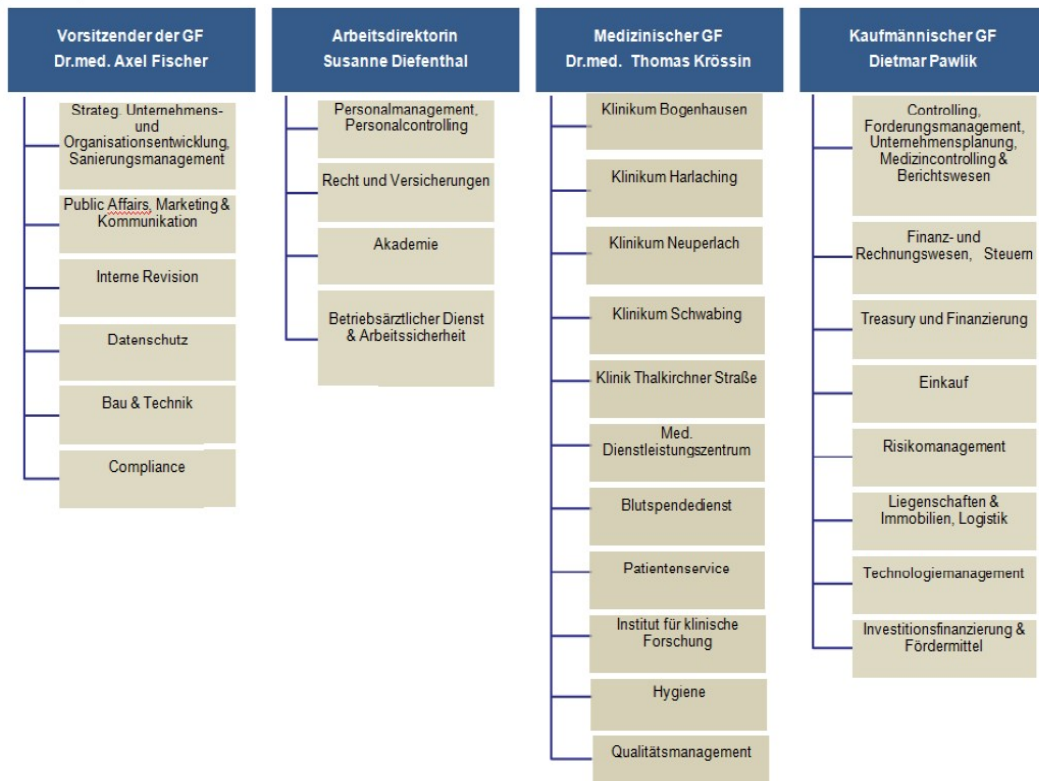 Vorsitzender der GF
Dr.med. Axel Fischer
Strateg. Unternehmens-
und
Organisationsentwicklung,
Sanierungsmanagement
Public Affairs, Marketing &
Kommunikation
Interne Revision
Datenschutz
Bau & Technik
Compliance
Arbeitsdirektorin
Susanne Diefenthal
Personalmanagement,
Personalcontrolling
Recht und Versicherungen
Akademie
Betriebsärztlicher Dienst
& Arbeitssicherheit
Medizinischer GF
Dr.med. Thomas Krössin
Klinikum Bogenhausen
Klinikum Harlaching
Klinikum Neuperlach
Klinikum Schwabing
Klinik Thalkirchner Straße
Med.
Dienstleistungszentrum
Blutspendedienst
Patientenservice
Institut für klinische
Forschung
Hygiene
Qualitätsmanagement
Kaufmännischer GF
Dietmar Pawlik
Controlling,
Forderungsmanagement,
Unternehmensplanung,
Medizincontrolling &
Berichtswesen
Finanz- und
Rechnungswesen, Steuern
Treasury und Finanzierung
Einkauf
Risikomanagement
Liegenschaften &
Immobilien, Logistik
Technologiemanagement
Investitionsfinanzierung &
Fördermittel